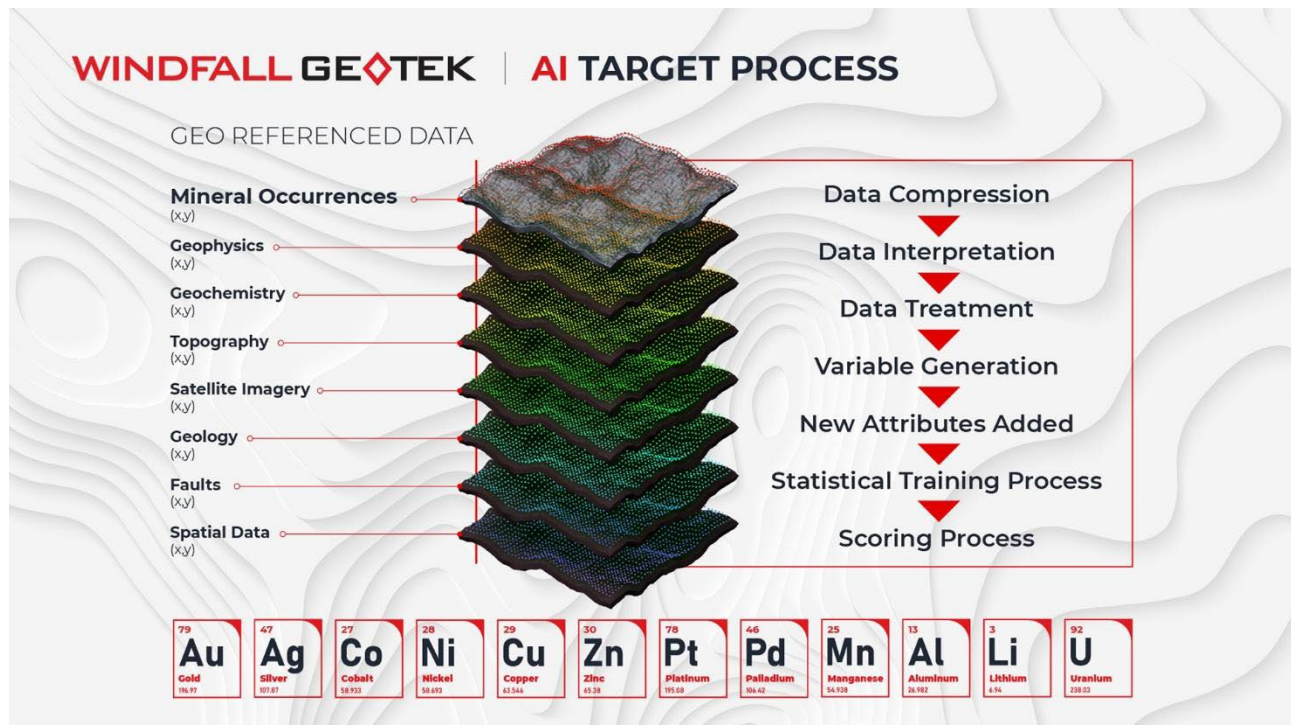 WINDFALL GEOTEK | AI TARGET PROCESS
GEO REFERENCED DATA
Mineral Occurrences
(x,y)
Geophysics
(x,y)
Geochemistry
(x,y)
Topography
(x,y)
Satellite Imagery
(x,y)
Geology
(x,y)
Faults
(x,y)
Spatial Data
(x,y)
Data Compression
Data Interpretation
Data Treatment
Variable Generation
New Attributes Added
Statistical Training Process
Scoring Process
79
Au
Gold
196.97
47
Ag
Silver
107.87
27
Co
Cobalt
58.933
28
Ni
Nickel
58.693
29
Cu
Copper
63.546
30
Zn
Zinc
65.38
78
Pt
Platinum
195.08
46
Pd
Palladium
106.42
25
Mn
Manganese
54.938
13
Al
Aluminum
26.982
3
Li
Lithium
6.94
92
U
Uranium
238.03